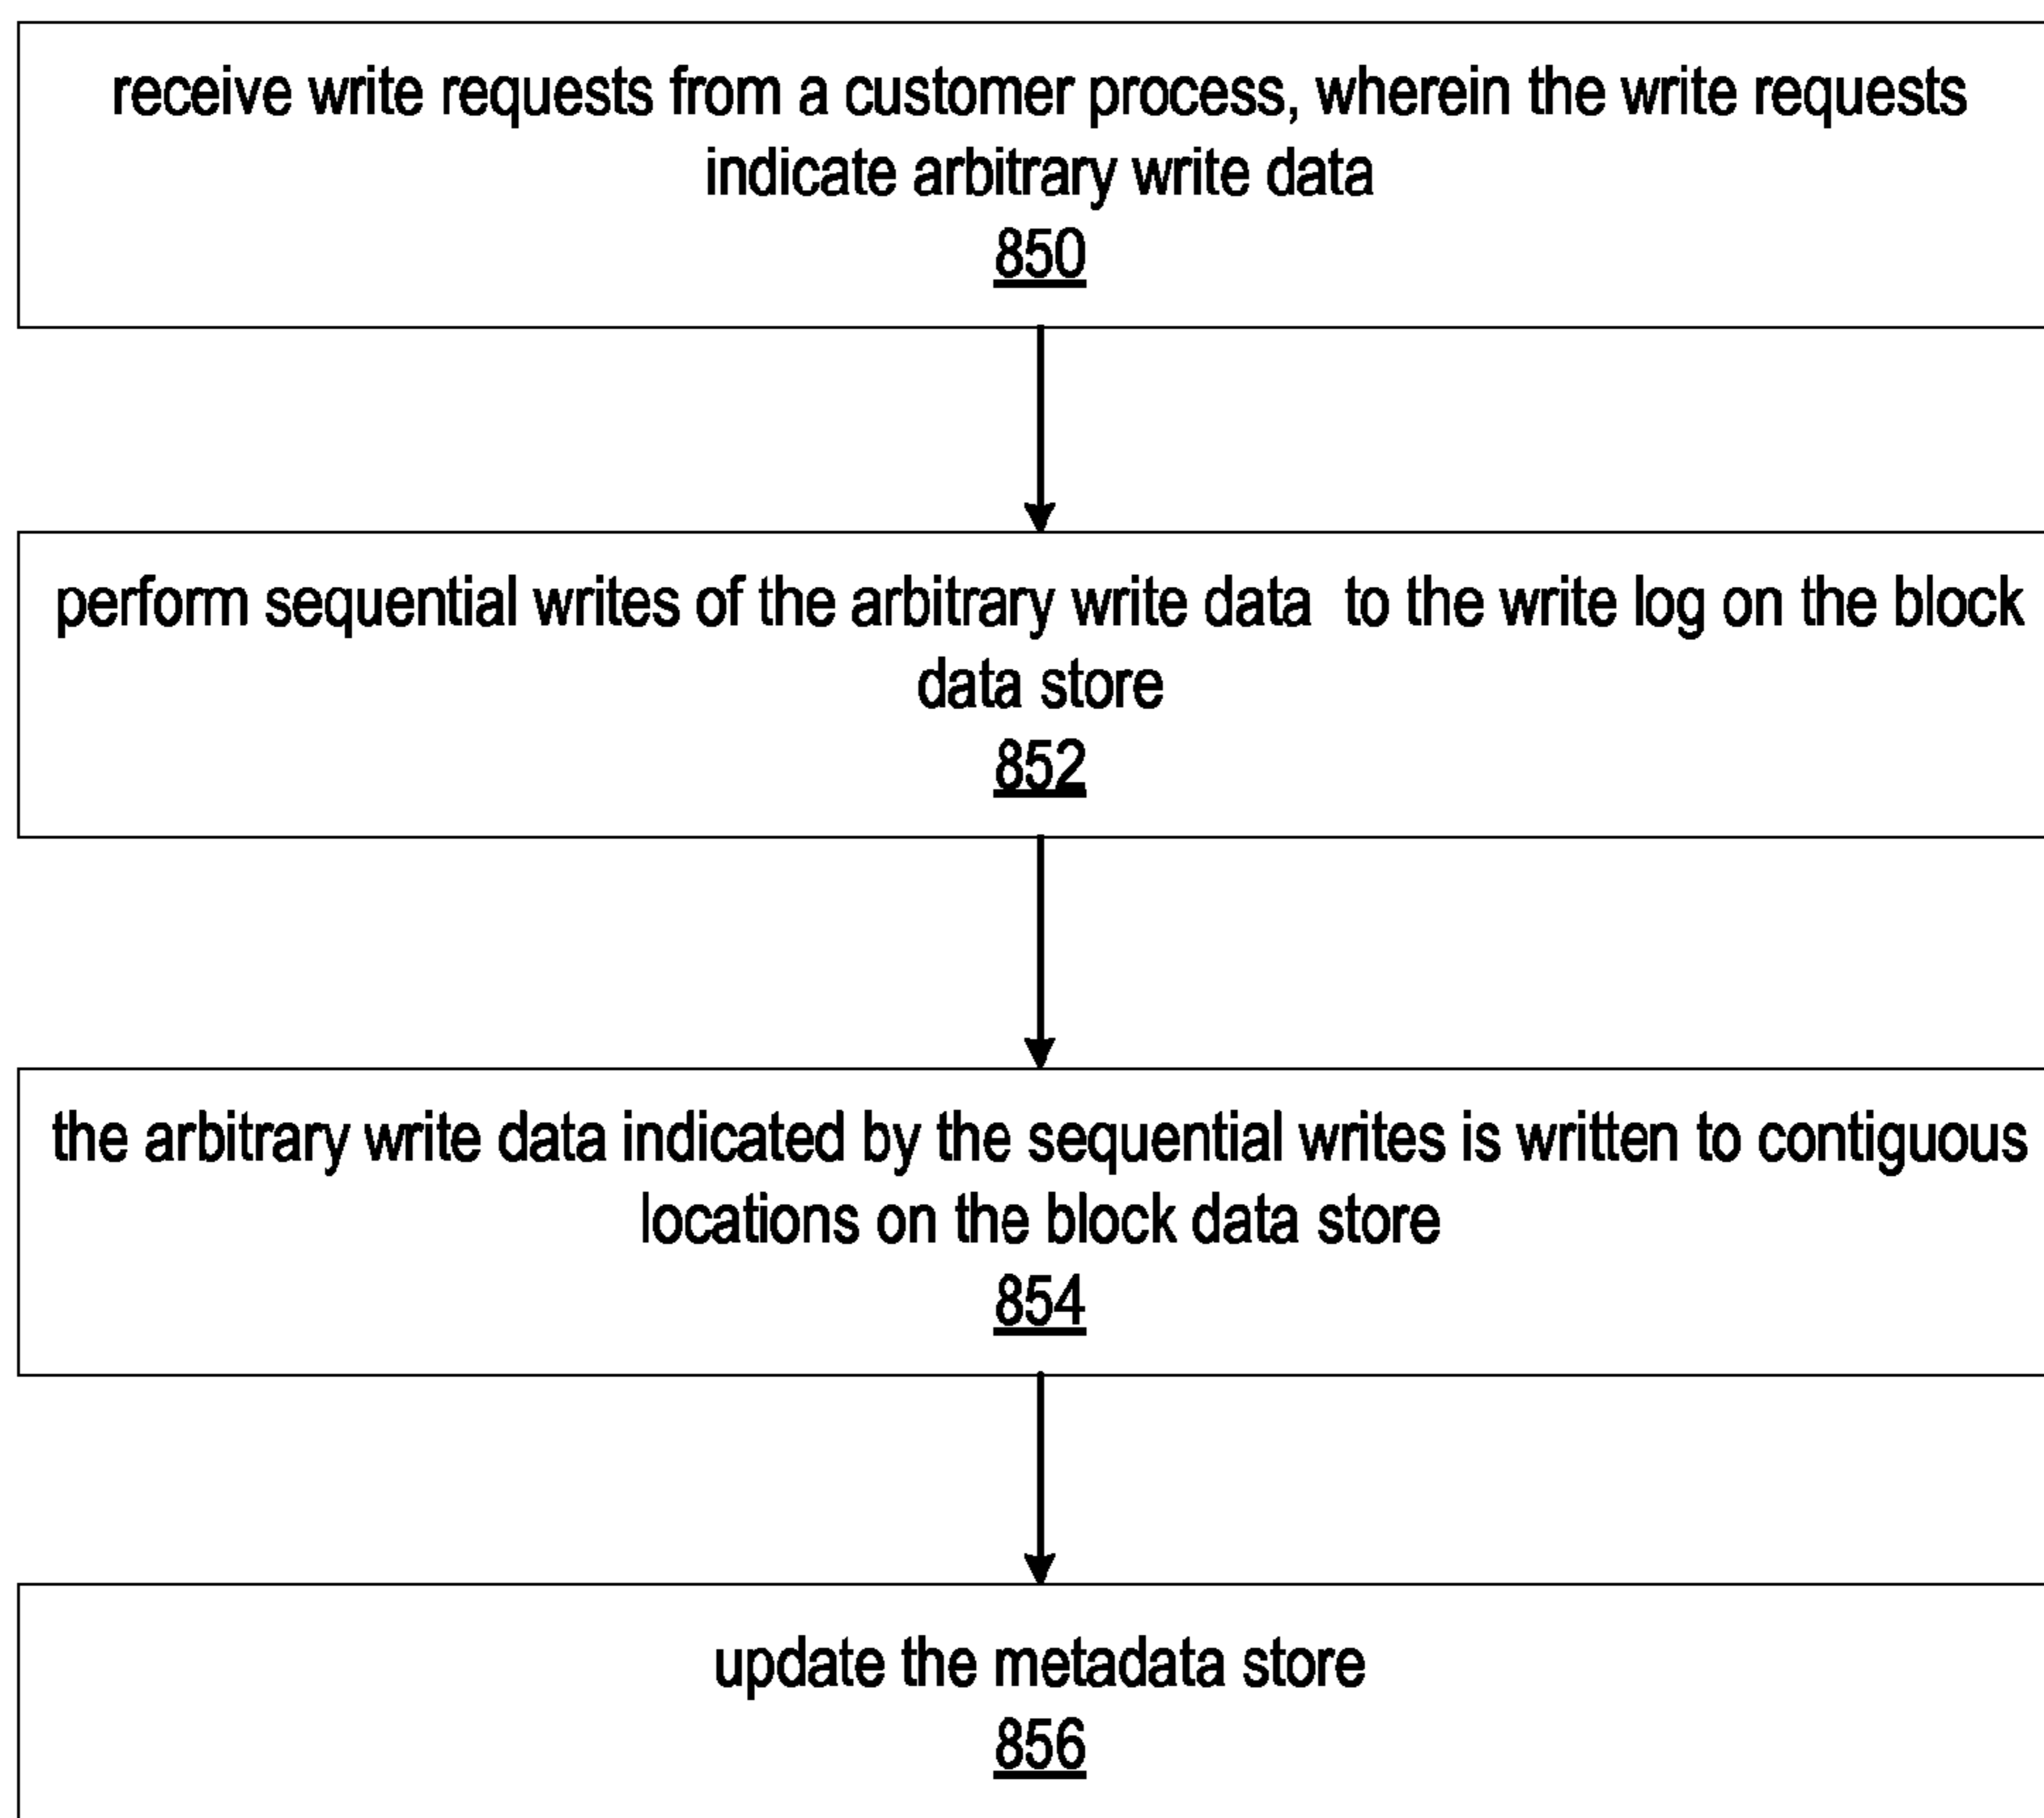 receive write requests from a customer process, wherein the write requests
indicate arbitrary write data
850
perform sequential writes of the arbitrary write data to the write log on the block
data store
852
the arbitrary write data indicated by the sequential writes is written to contiguous
locations on the block data store
854
update the metadata store
856